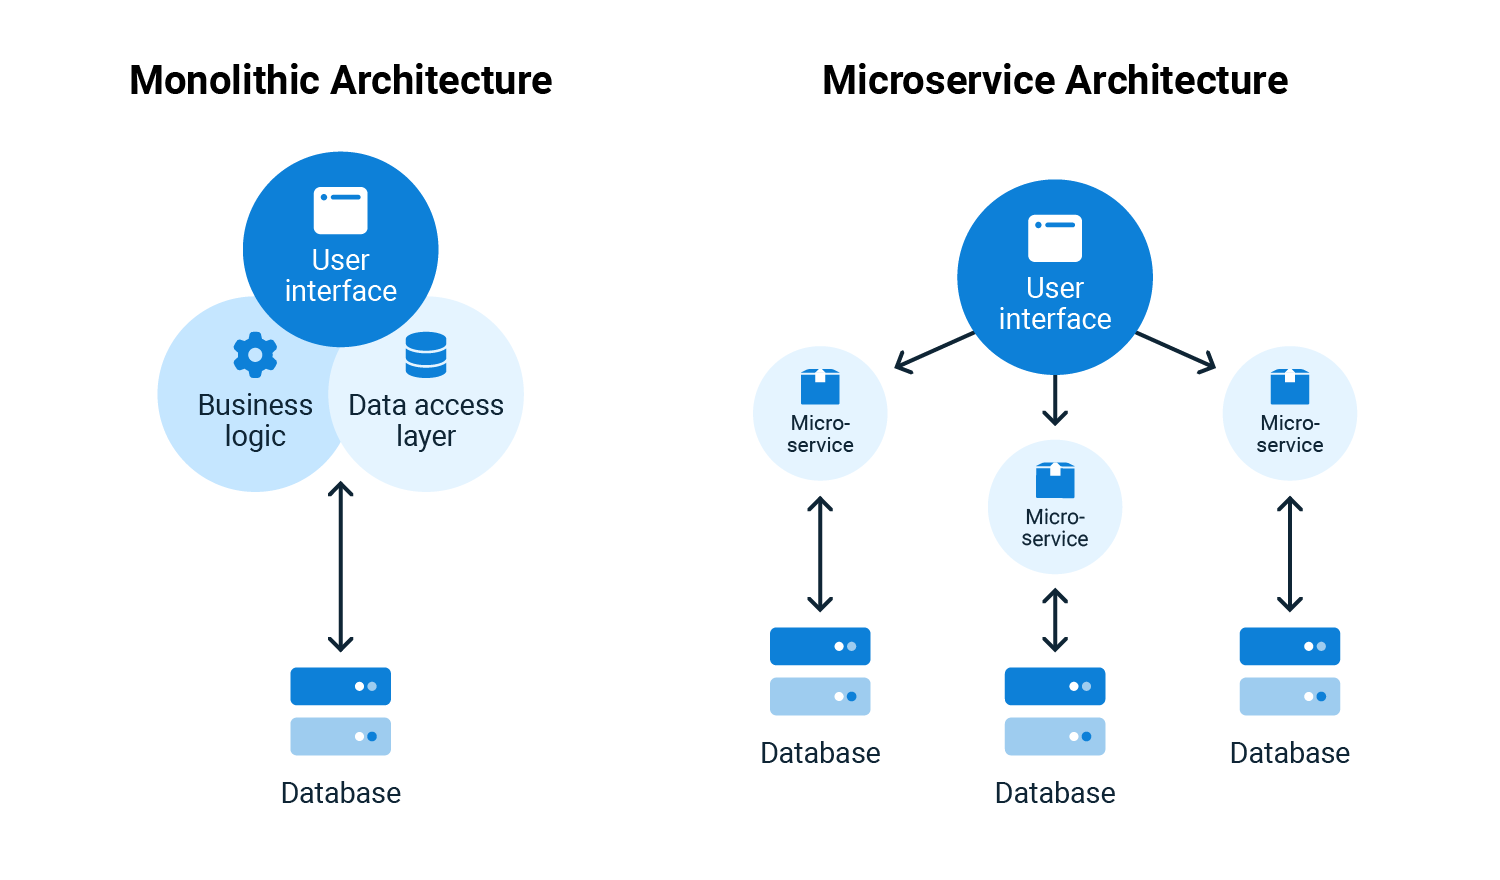 Monolithic Architecture
User
interface
Business
logic
Data access
layer
Database
Microservice Architecture
User
interface
Micro-
service
Micro-
service
Micro-
service
Database
Database
Database